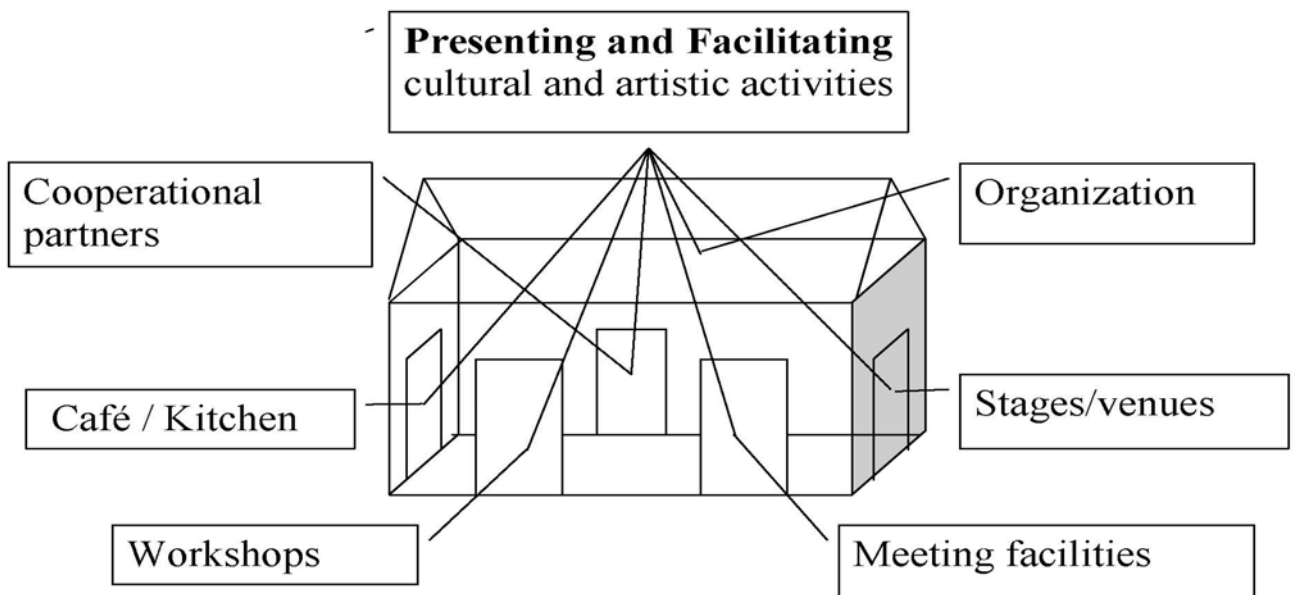 Presenting and Facilitating
cultural and artistic activities
Cooperational
partners
Organization
Café / Kitchen
Stages/venues
Workshops
Meeting facilities